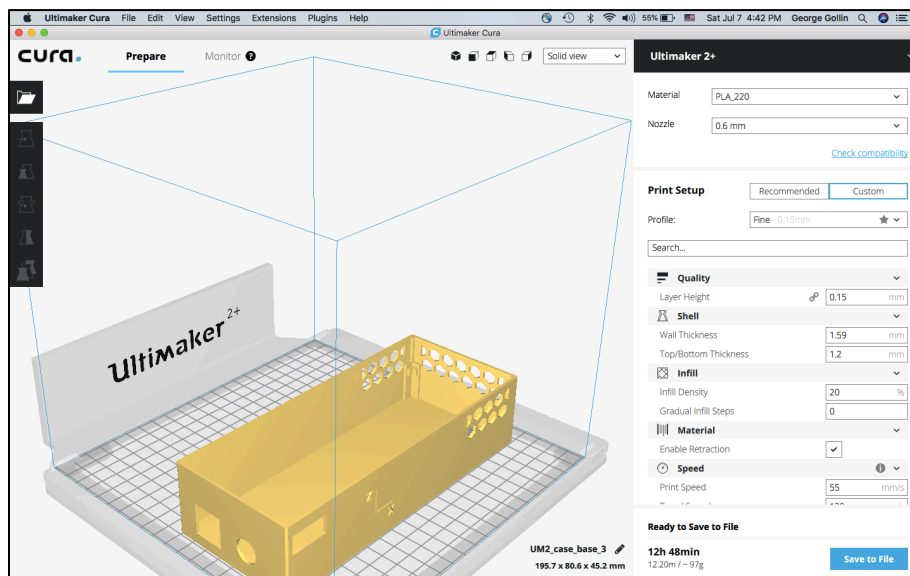 Ultimaker Cura File Edit View Settings Extensions Plugins Help 55% Sat Jul 7 4:42 PM George Gollin
Ultimaker Cura
cura. Prepare Monitor ? Solid view
Ultimaker 2+
Material PLA_220
Nozzle 0.6 mm
Check compatibility
Print Setup Recommended Custom
Profile: Fine - 0.15mm
Search...
Quality
Layer Height 0.15 mm
Shell
Wall Thickness 1.59 mm
Top/Bottom Thickness 1.2 mm
Infill
Infill Density 20 %
Gradual Infill Steps 0
Material
Enable Retraction
Speed
Print Speed 55 mm/s
Ultimaker 2+
Z
X
Ready to Save to File
UM2_case_base_3
195.7 x 80.6 x 45.2 mm
12h 48min
12.20m / ~ 97g
Save to File